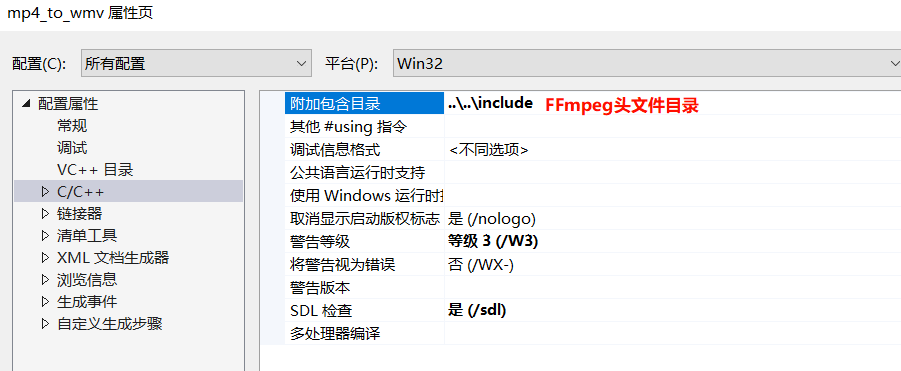 mp4_to_wmv 属性页
配置(C): 所有配置 平台(P): Win32
配置属性
常规
调试
VC++ 目录
C/C++
链接器
清单工具
XML 文档生成器
浏览信息
生成事件
自定义生成步骤
附加包含目录 ..\..\include FFmpeg头文件目录
其他 #using 指令
调试信息格式 <不同选项>
公共语言运行时支持
使用 Windows 运行时
取消显示启动版权标志 是 (/nologo)
警告等级 等级 3 (/W3)
将警告视为错误 否 (/WX-)
警告版本
SDL 检查 是 (/sdl)
多处理器编译